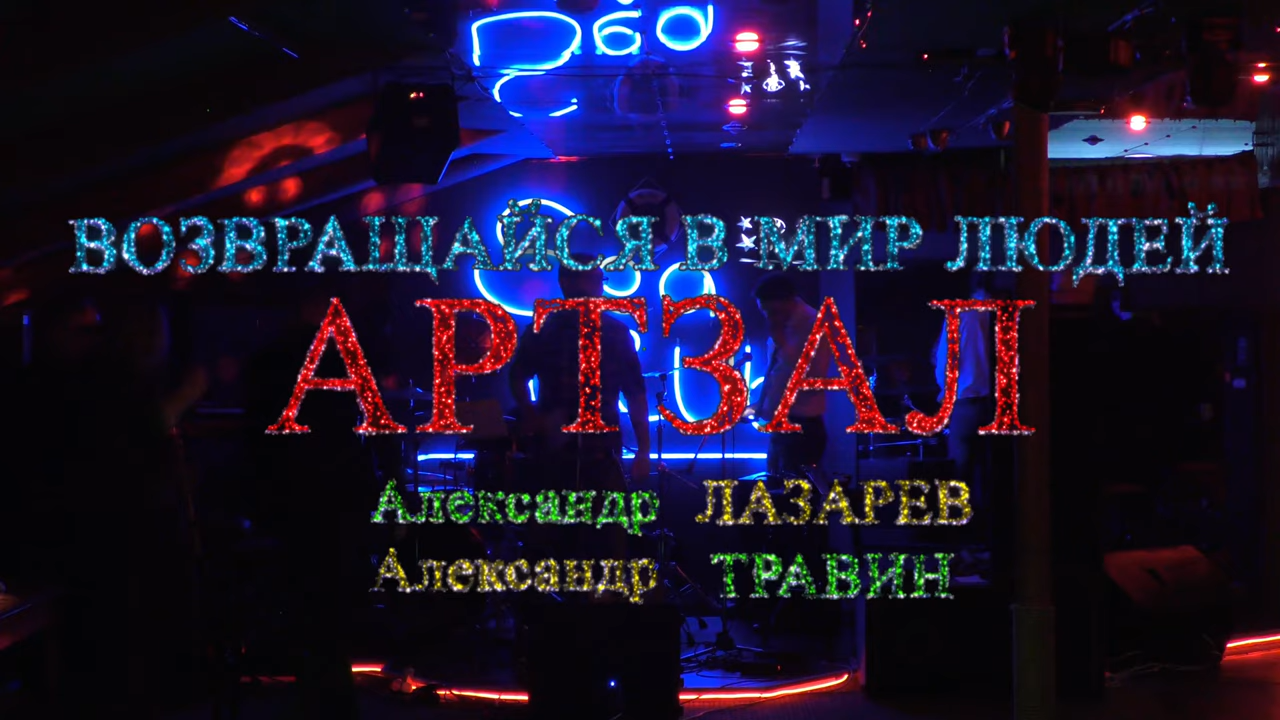 ВОЗВРАЩАЙСЯ В МИР ЛЮДЕЙ
АРТЗАЛ
Александр ЛАЗАРЕВ
Александр ТРАВИН